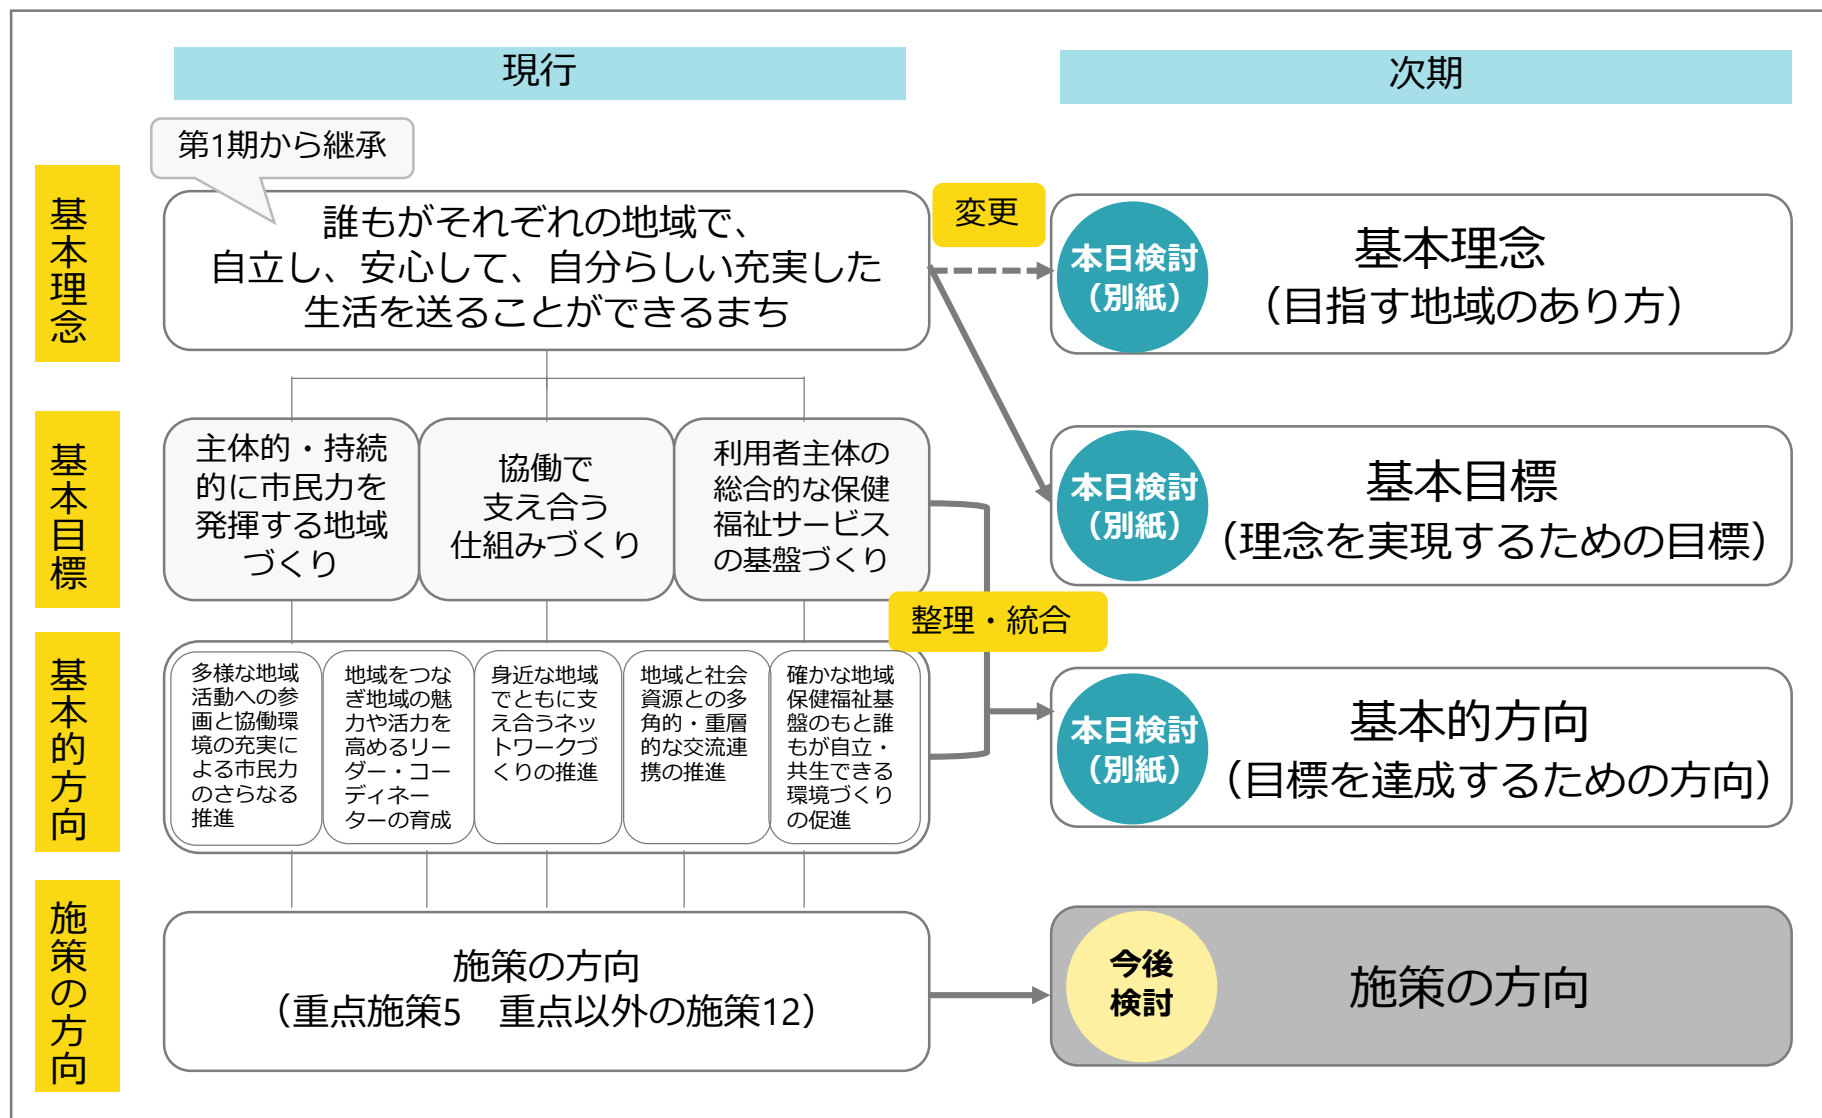 現行
次期
第1期から継承
基本理念
誰もがそれぞれの地域で、
自立し、安心して、自分らしい充実した
生活を送ることができるまち
変更
本日検討
（別紙）
基本理念
（目指す地域のあり方）
基本目標
主体的・持続
的に市民力を
発揮する地域
づくり
協働で
支え合う
仕組みづくり
利用者主体の
総合的な保健
福祉サービス
の基盤づくり
本日検討
（別紙）
基本目標
（理念を実現するための目標）
整理・統合
基本的方向
多様な地域
活動への参
画と協働環
境の充実に
よる市民力
のさらなる
推進
地域をつな
ぎ地域の魅
力や活力を
高めるリー
ダー・コー
ディネー
ターの育成
身近な地域
でともに支
え合うネッ
トワークづ
くりの推進
地域と社会
資源との多
角的・重層
的な交流連
携の推進
確かな地域
保健福祉基
盤のもと誰
もが自立・
共生できる
環境づくり
の促進
本日検討
（別紙）
基本的方向
（目標を達成するための方向）
施策の方向
施策の方向
（重点施策5　重点以外の施策12）
今後
検討
施策の方向